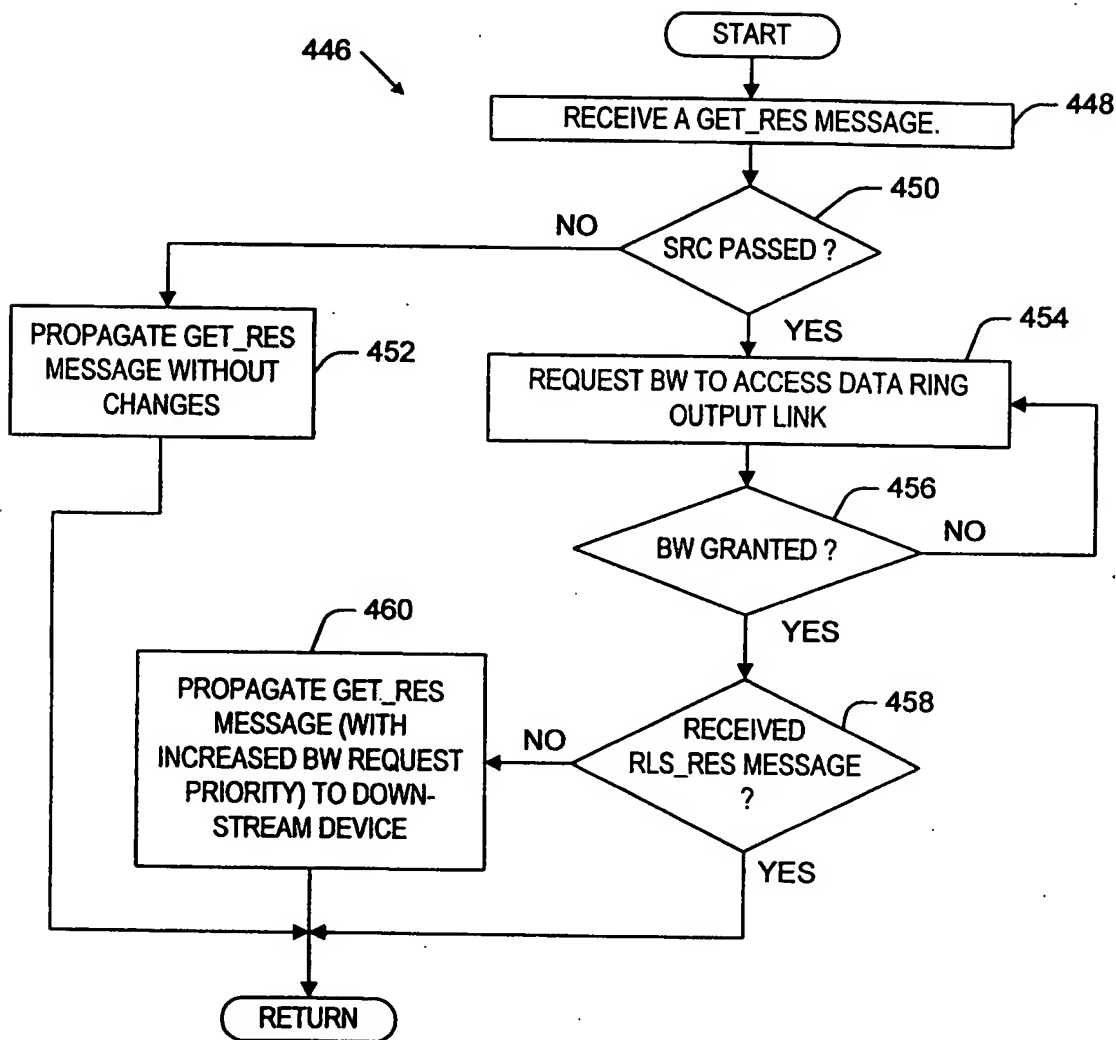 START
446
RECEIVE A GET_RES MESSAGE.
448
450
NO
SRC PASSED ?
YES
PROPAGATE GET_RES
MESSAGE WITHOUT
CHANGES
452
454
REQUEST BW TO ACCESS DATA RING
OUTPUT LINK
456
BW GRANTED ?
NO
YES
460
PROPAGATE GET_RES
MESSAGE (WITH
INCREASED BW REQUEST
PRIORITY) TO DOWN-
STREAM DEVICE
NO
458
RECEIVED
RLS_RES MESSAGE
?
YES
RETURN